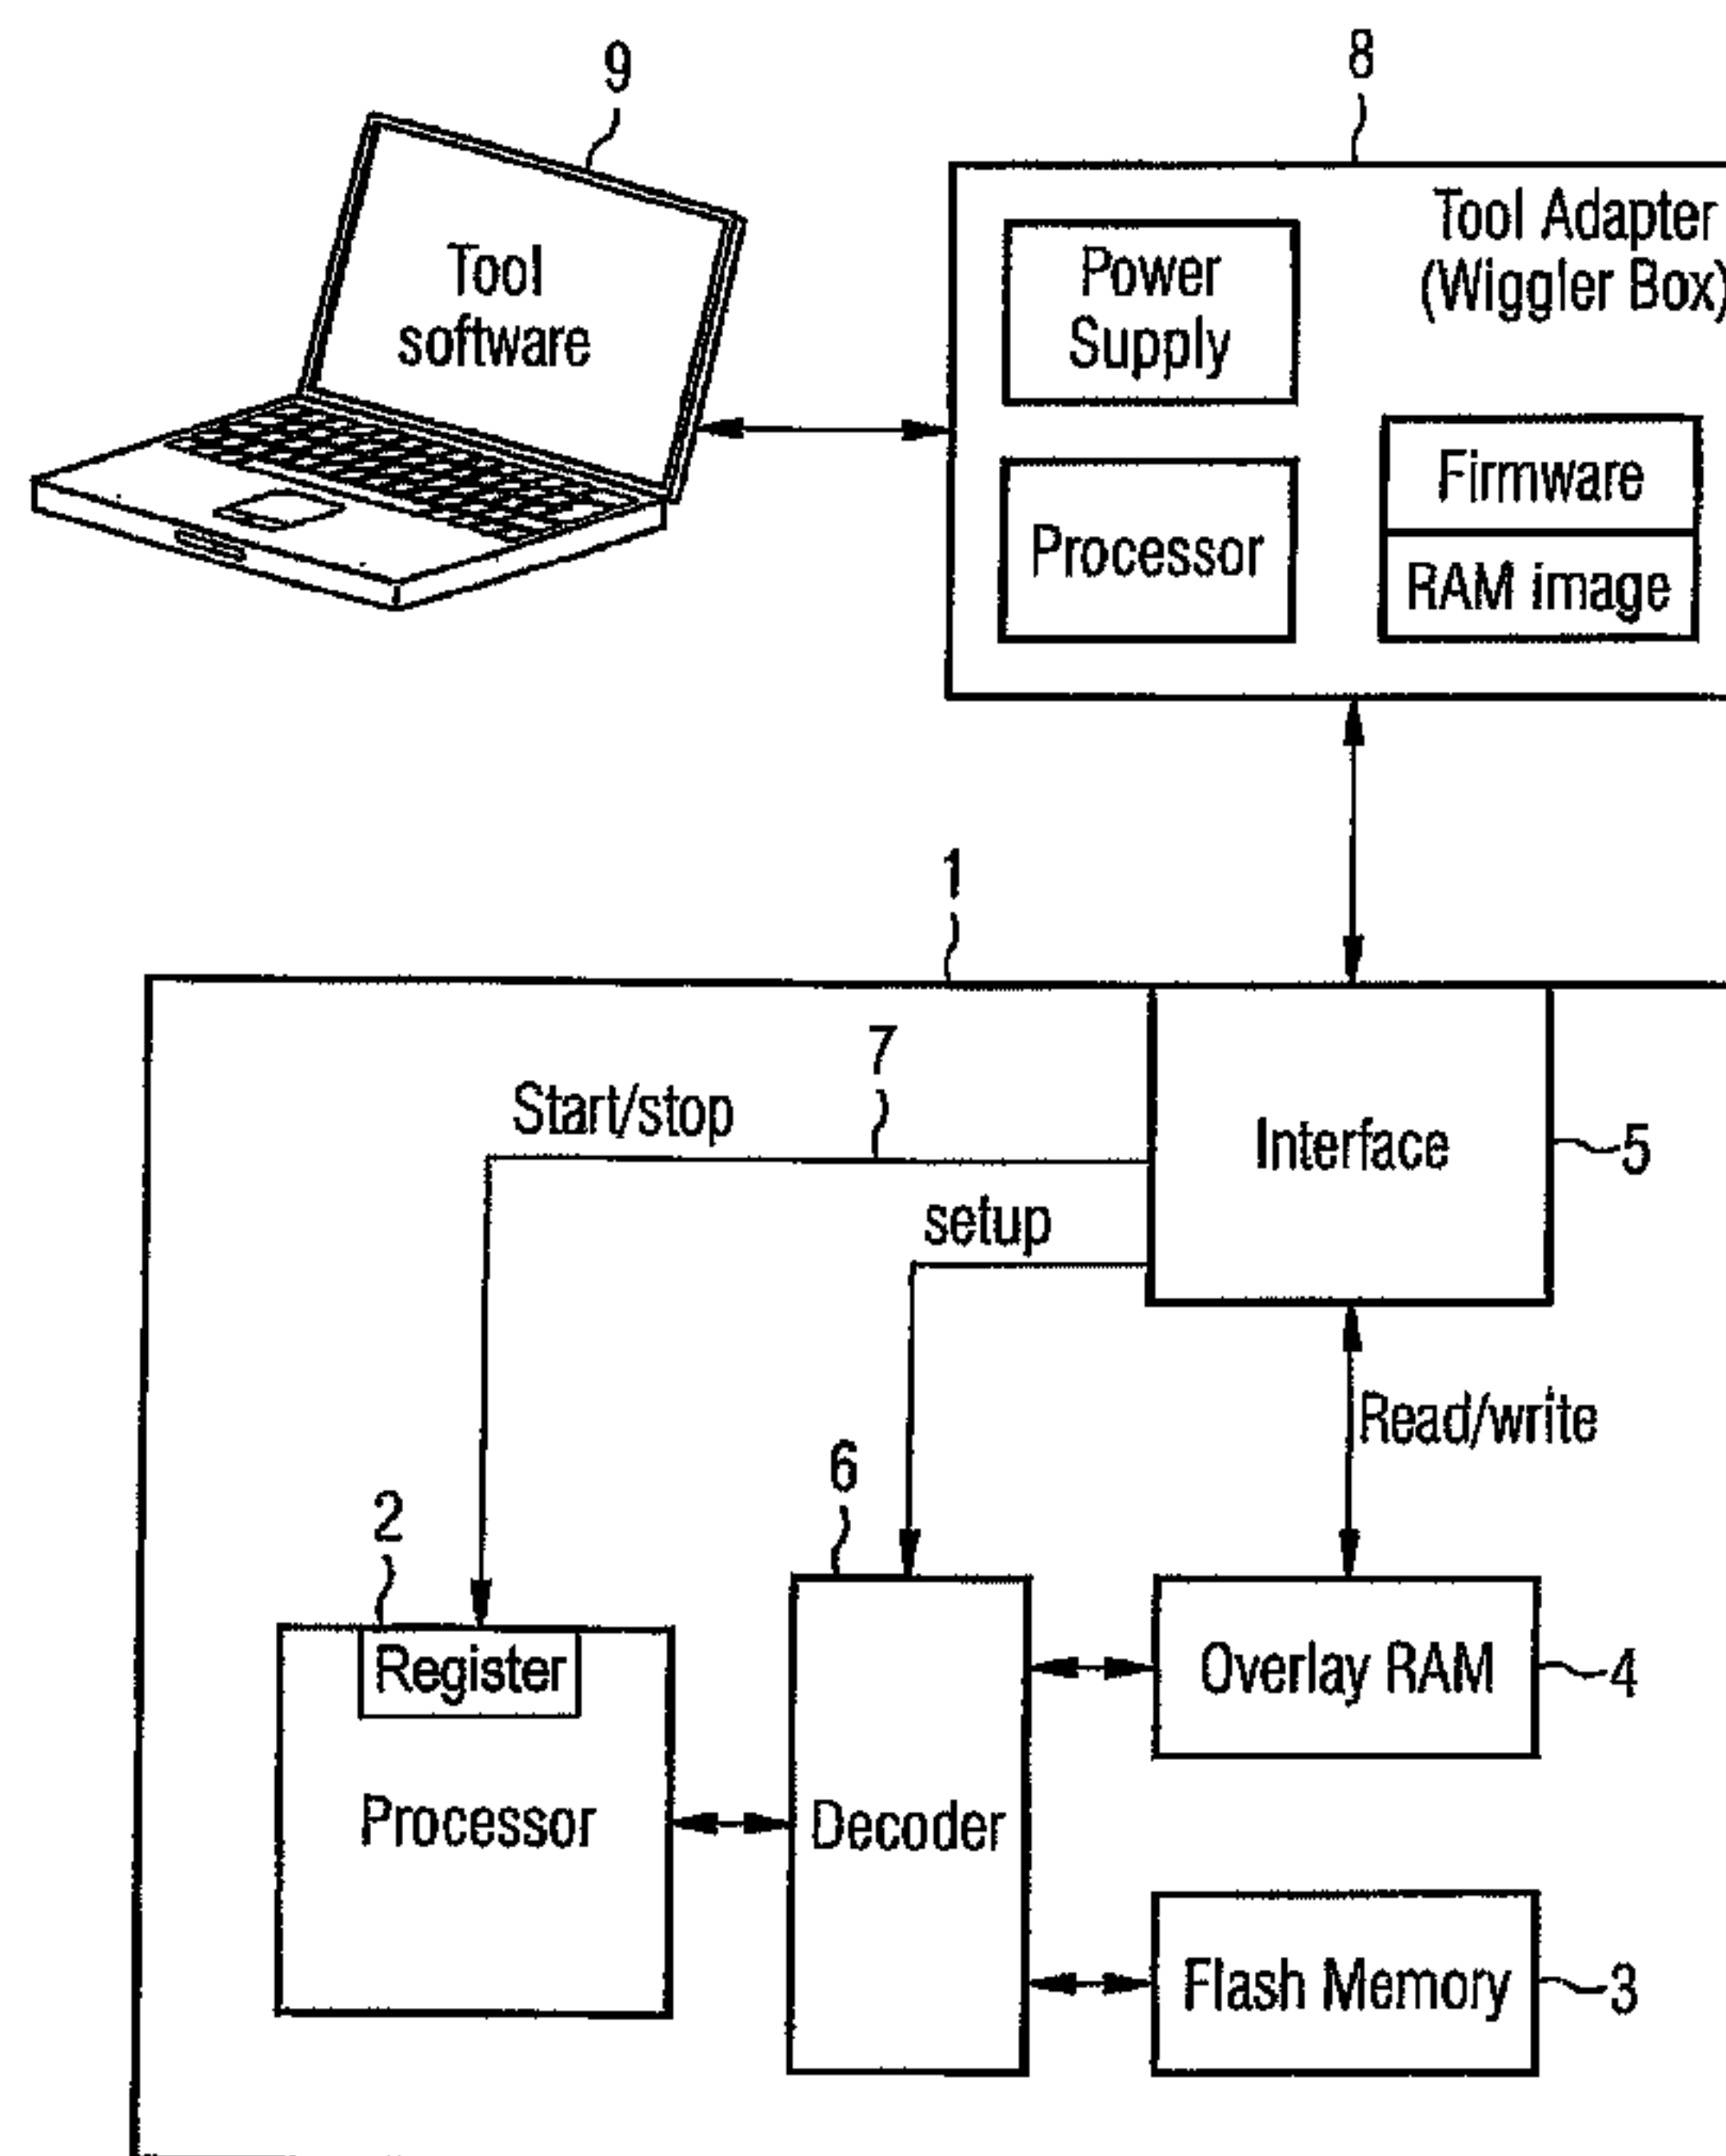 9
8
Tool
software
Tool Adapter
(Wiggler Box)
Power
Supply
Firmware
Processor
RAM image
1
7
Start/stop
Interface
5
setup
Read/write
6
2
Register
Overlay RAM
4
Processor
Decoder
Flash Memory
3